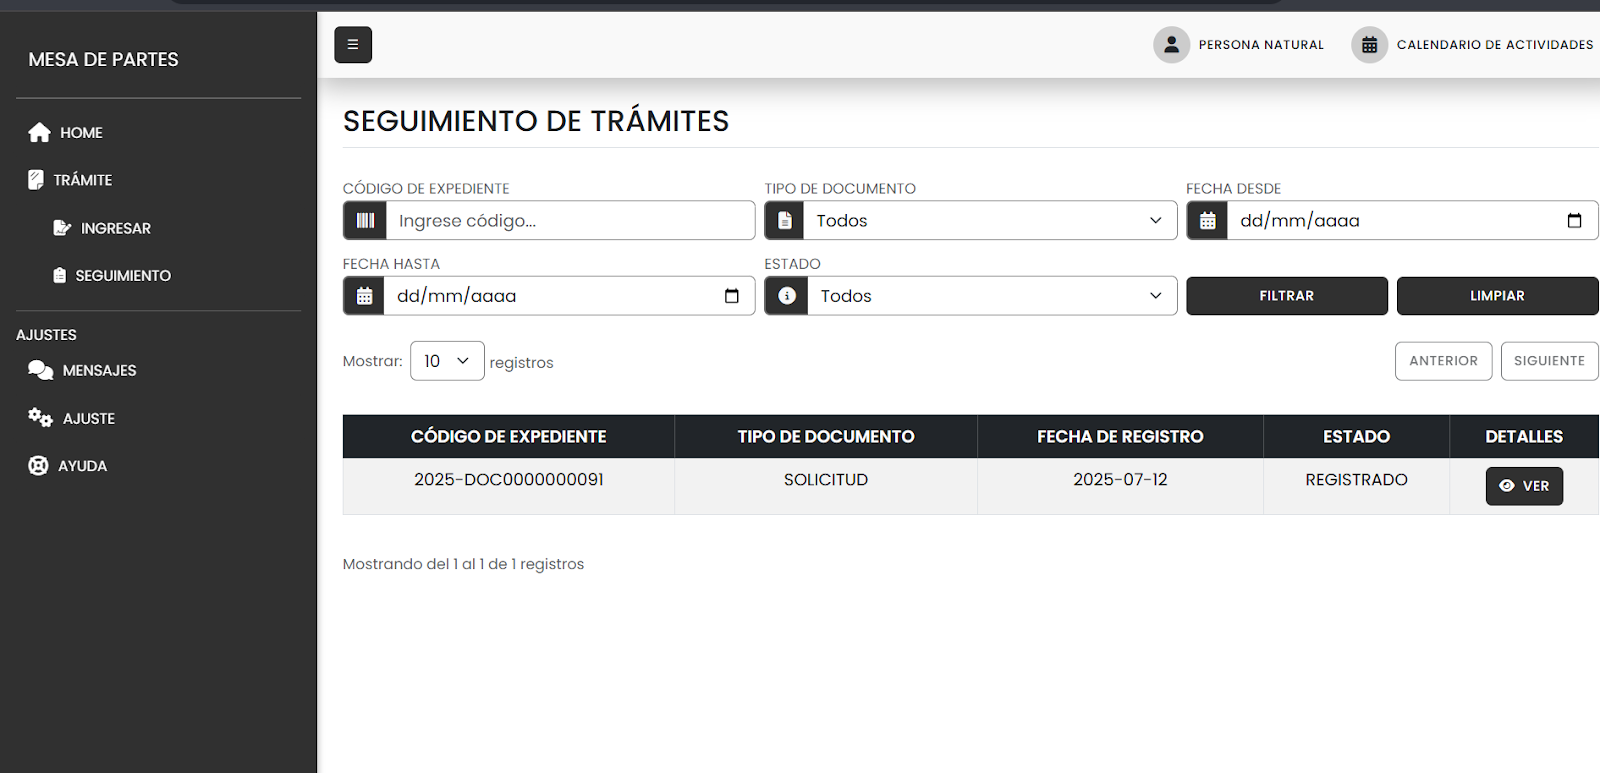 MESA DE PARTES
HOME
TRÁMITE
INGRESAR
SEGUIMIENTO
AJUSTES
MENSAJES
AJUSTE
AYUDA
PERSONA NATURAL
CALENDARIO DE ACTIVIDADES
SEGUIMIENTO DE TRÁMITES
CÓDIGO DE EXPEDIENTE TIPO DE DOCUMENTO FECHA DESDE
Ingrese código... Todos dd/mm/aaaa
FECHA HASTA ESTADO
dd/mm/aaaa Todos FILTRAR LIMPIAR
Mostrar: 10 registros ANTERIOR SIGUIENTE
CÓDIGO DE EXPEDIENTE TIPO DE DOCUMENTO FECHA DE REGISTRO ESTADO DETALLES
2025-DOC0000000091 SOLICITUD 2025-07-12 REGISTRADO VER
Mostrando del 1 al 1 de 1 registros